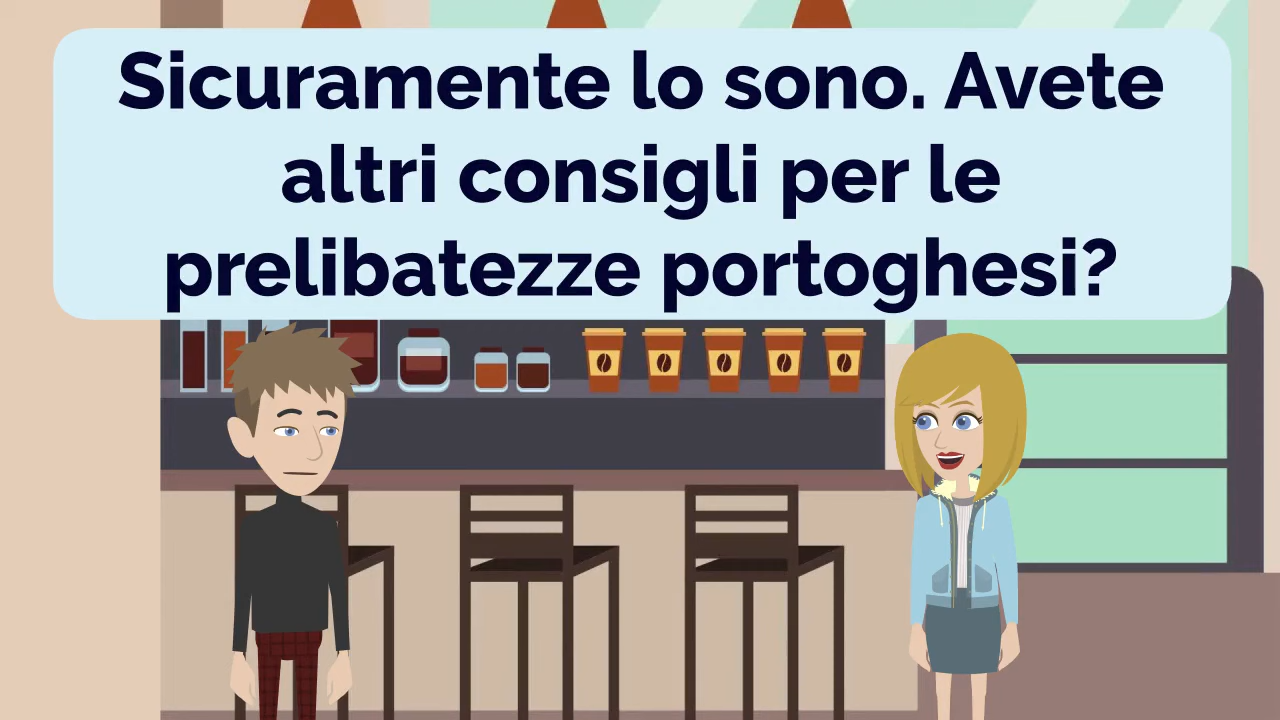 Sicuramente lo sono. Avete
altri consigli per le
prelibatezze portoghesi?